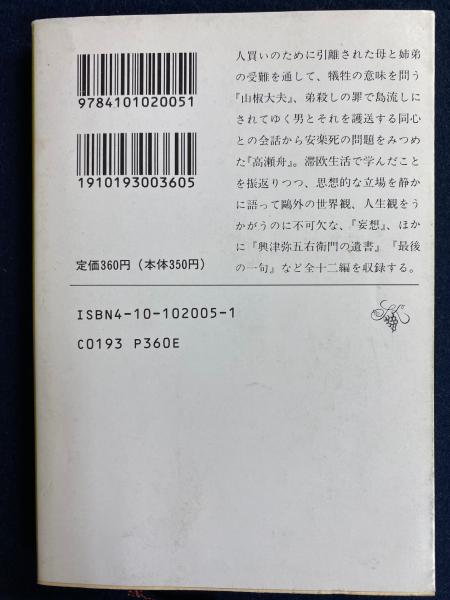 9784101020051
1910193003605
定価360円（本体350円）
人買いのために引離された母と姉弟
の受難を通して、犠牲の意味を問う
『山椒大夫』、弟殺しの罪で島流しに
されてゆく男とそれを護送する同心
との会話から安楽死の問題をみつめ
た『高瀬舟』。滞欧生活で学んだこと
を振返りつつ、思想的な立場を静か
に語って鷗外の世界観、人生観をう
かがうのに不可欠な、『妄想』、ほか
に『興津弥五右衛門の遺書』『最後
の一句』など全十二編を収録する。
ISBN4-10-102005-1
C0193 P360E